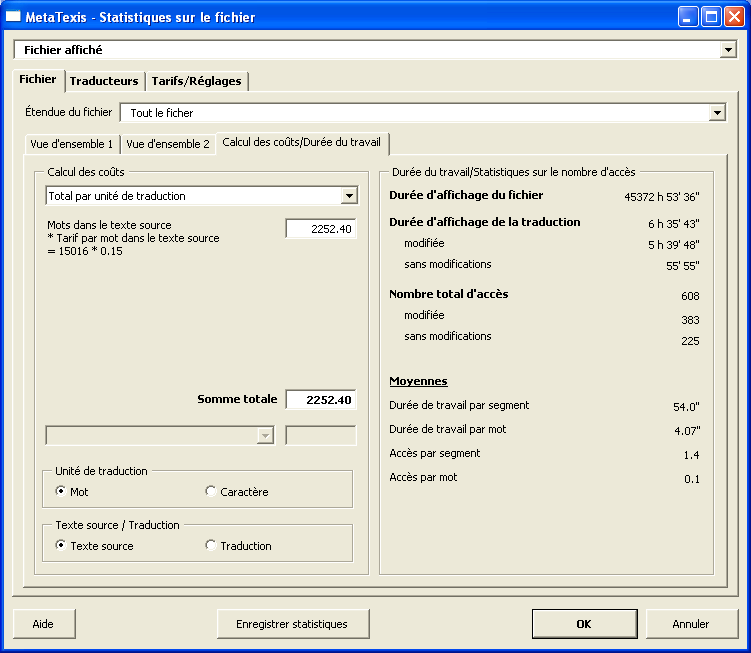 MetaTexis - Statistiques sur le fichier
Fichier affiché
Fichier Traducteurs Tarifs/Réglages
Étendue du fichier Tout le ficher
Vue d'ensemble 1 Vue d'ensemble 2 Calcul des coûts/Durée du travail
Calcul des coûts
Total par unité de traduction
Mots dans le texte source 2252.40
* Tarif par mot dans le texte source
= 15016 * 0.15
Somme totale 2252.40
Unité de traduction
Mot Caractère
Texte source / Traduction
Texte source Traduction
Durée du travail/Statistiques sur le nombre d'accès
Durée d'affichage du fichier 45372 h 53' 36"
Durée d'affichage de la traduction 6 h 35' 43"
modifiée 5 h 39' 48"
sans modifications 55' 55"
Nombre total d'accès 608
modifiée 383
sans modifications 225
Moyennes
Durée de travail par segment 54.0"
Durée de travail par mot 4.07"
Accès par segment 1.4
Accès par mot 0.1
Aide Enregistrer statistiques OK Annuler